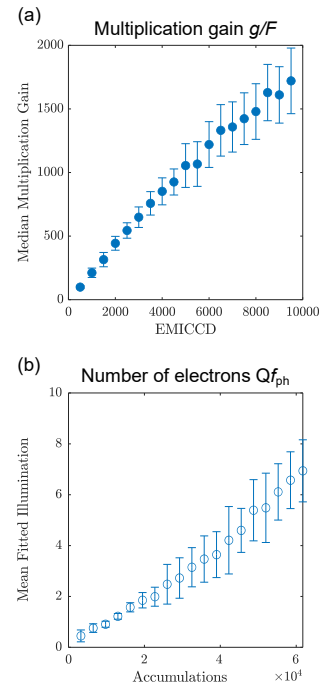 (a)
Multiplication gain g/F
2000
1500
1000
500
0
Median Multiplication Gain
0 2000 4000 6000 8000 10000
EMICCD
(b)
Number of electrons Qf_ph
10
8
6
4
2
0
Mean Fitted Illumination
0 2 4 6
Accumulations ×10^4